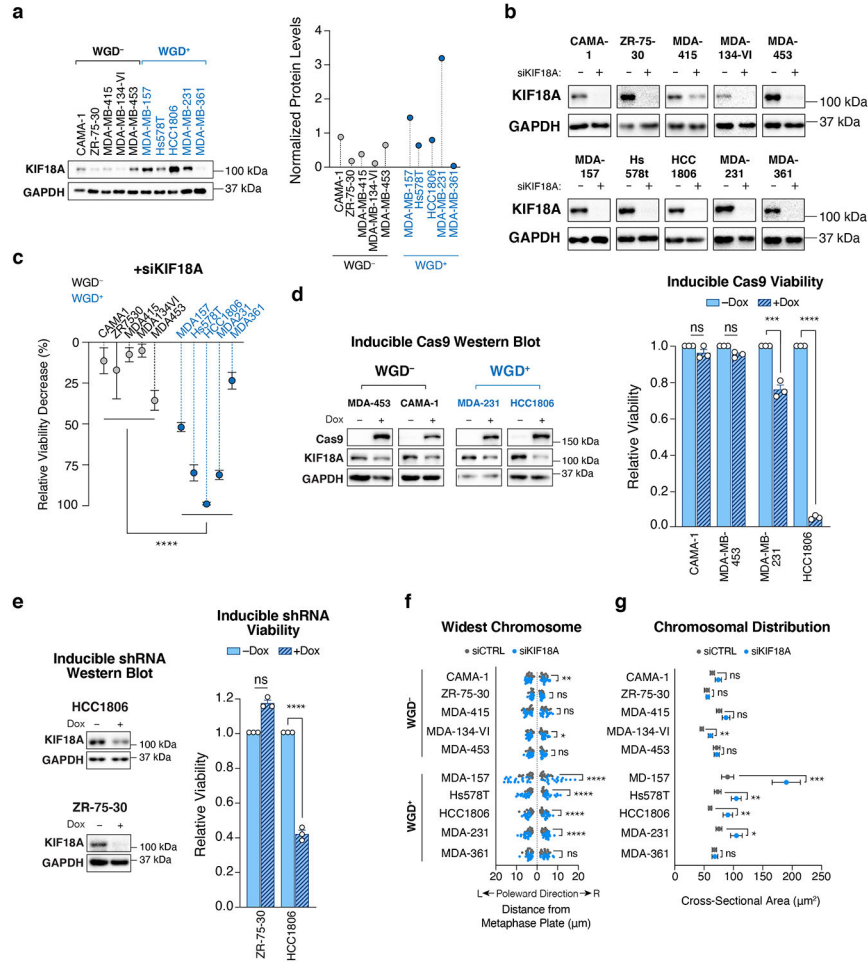 a
WGD⁻ WGD⁺
CAMA-1
ZR-75-30
MDA-MB-415
MDA-MB-134-VI
MDA-MB-453
MDA-MB-157
Hs578T
HCC1806
MDA-MB-231
MDA-MB-361
KIF18A
100 kDa
GAPDH
37 kDa
Normalized Protein Levels
4
3
2
1
0
CAMA-1
ZR-75-30
MDA-MB-415
MDA-MB-134-VI
MDA-MB-453
MDA-MB-157
Hs578T
HCC1806
MDA-MB-231
MDA-MB-361
WGD⁻ WGD⁺
b
CAMA-1 ZR-75-30 MDA-415 MDA-134-VI MDA-453
siKIF18A: – + – + – + – + – +
KIF18A
100 kDa
GAPDH
37 kDa
MDA-157 Hs 578t HCC 1806 MDA-231 MDA-361
siKIF18A: – + – + – + – + – +
KIF18A
100 kDa
GAPDH
37 kDa
c
+siKIF18A
WGD⁻
WGD⁺
CAMA1
ZR7530
MDA415
MDA134VI
MDA453
MDA157
Hs578T
HCC1806
MDA231
MDA361
Relative Viability Decrease (%)
0
25
50
75
100
****
d
Inducible Cas9 Western Blot
WGD⁻ WGD⁺
MDA-453 CAMA-1 MDA-231 HCC1806
Dox – + – + – + – +
Cas9
150 kDa
KIF18A
100 kDa
GAPDH
37 kDa
Inducible Cas9 Viability
–Dox +Dox
ns ns *** ****
Relative Viability
1.0
0.8
0.6
0.4
0.2
0.0
CAMA-1
MDA-MB-453
MDA-MB-231
HCC1806
e
Inducible shRNA
Western Blot
HCC1806
Dox – +
KIF18A
100 kDa
GAPDH
37 kDa
ZR-75-30
Dox – +
KIF18A
100 kDa
GAPDH
37 kDa
Inducible shRNA
Viability
–Dox +Dox
ns ****
Relative Viability
1.2
1.0
0.8
0.6
0.4
0.2
0.0
ZR-75-30
HCC1806
f
Widest Chromosome
siCTRL siKIF18A
WGD⁻
CAMA-1 **
ZR-75-30 ns
MDA-415 ns
MDA-134-VI *
MDA-453 ns
WGD⁺
MDA-157 ****
Hs578T ****
HCC1806 ****
MDA-231 ****
MDA-361 ns
20 10 0 10 20
L Poleward Direction R
Distance from
Metaphase Plate (µm)
g
Chromosomal Distribution
siCTRL siKIF18A
CAMA-1 ns
ZR-75-30 ns
MDA-415 ns
MDA-134-VI **
MDA-453 ns
MD-157 ***
Hs578T **
HCC1806 **
MDA-231 *
MDA-361 ns
0 50 100 150 200 250
Cross-Sectional Area (µm²)